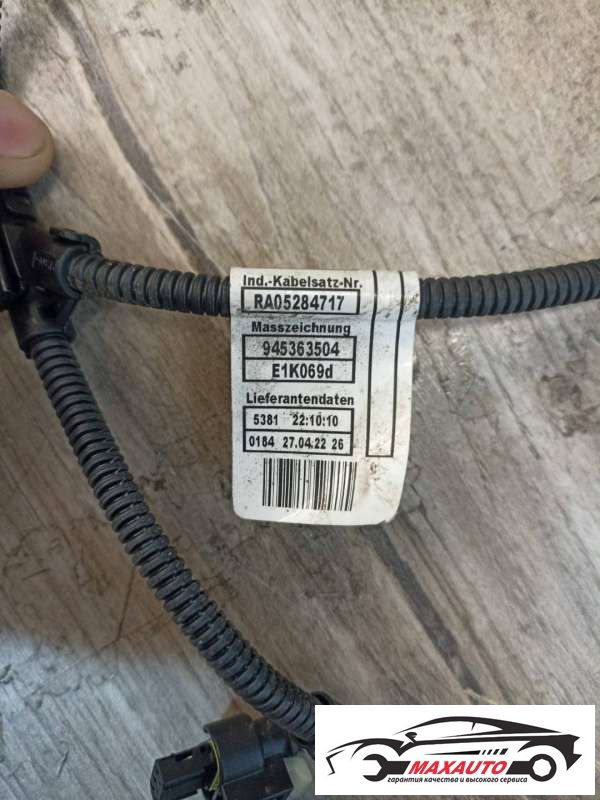 Ind.-Kabelsatz-Nr.
RA05284717
Masszeichnung
945363504
E1K069d
Lieferantendaten
5381 22:10:10
0184 27.04.22 26
MAXAUTO
гарантия качества и высокого сервиса